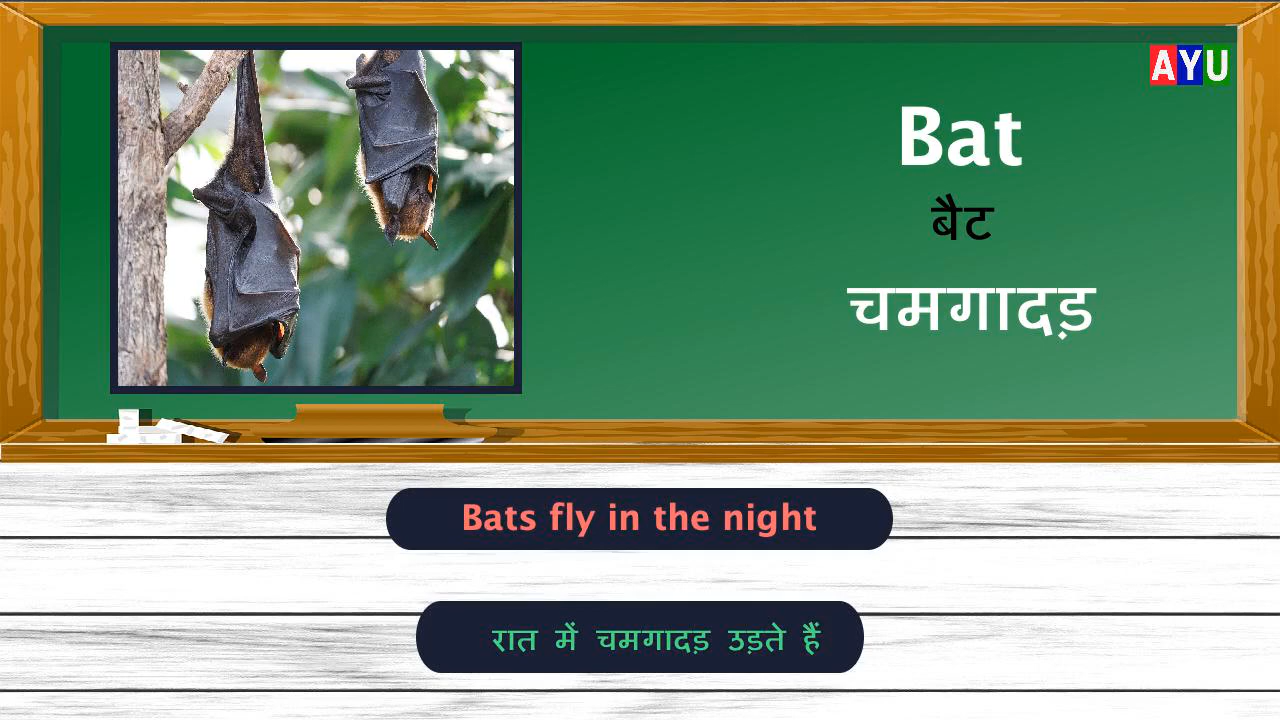 AYU
Bat
बैट
चमगादड़
Bats fly in the night
रात में चमगादड़ उड़ते हैं